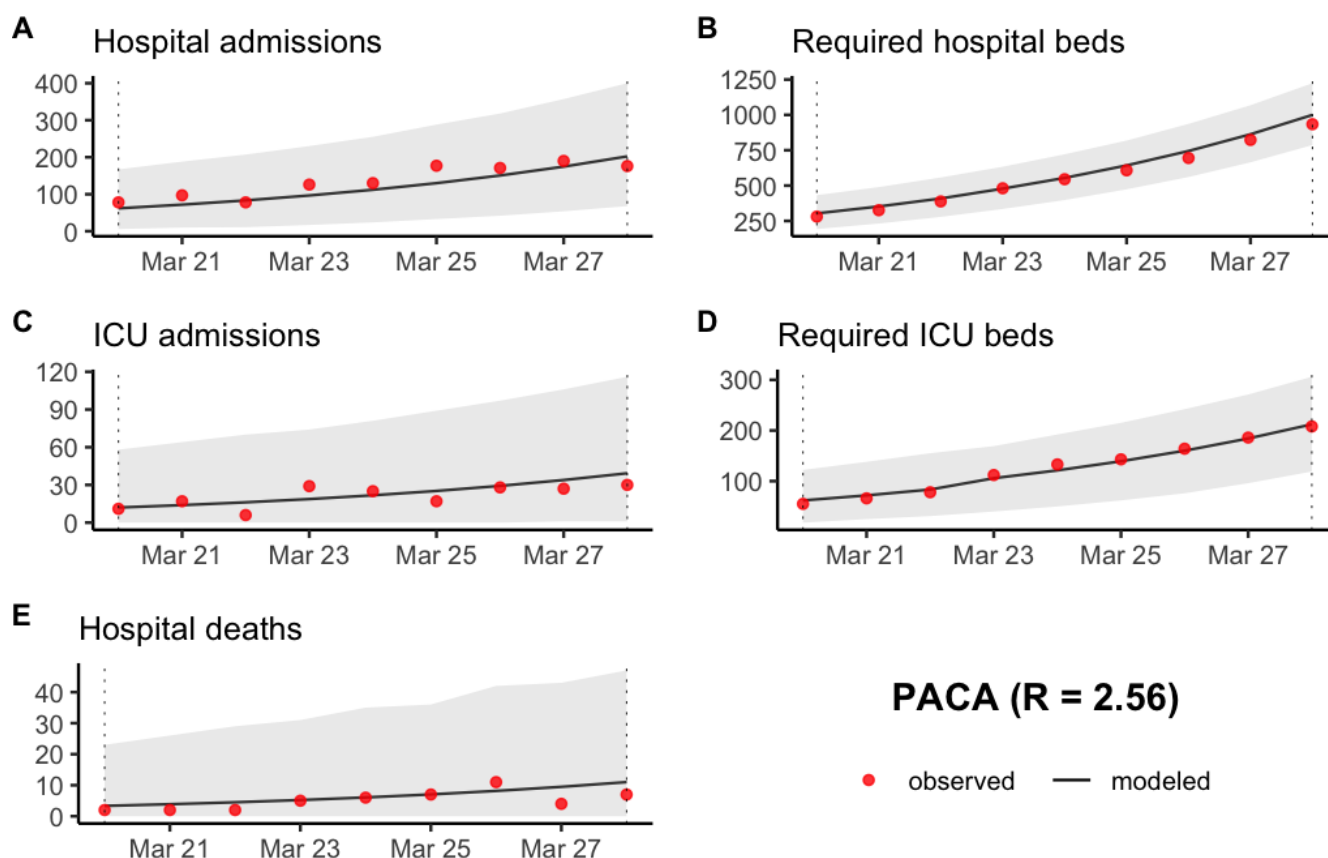 A
Hospital admissions
400
300
200
100
0
Mar 21 Mar 23 Mar 25 Mar 27
B
Required hospital beds
1250
1000
750
500
250
Mar 21 Mar 23 Mar 25 Mar 27
C
ICU admissions
120
90
60
30
0
Mar 21 Mar 23 Mar 25 Mar 27
D
Required ICU beds
300
200
100
Mar 21 Mar 23 Mar 25 Mar 27
E
Hospital deaths
40
30
20
10
0
Mar 21 Mar 23 Mar 25 Mar 27
PACA (R = 2.56)
observed modeled